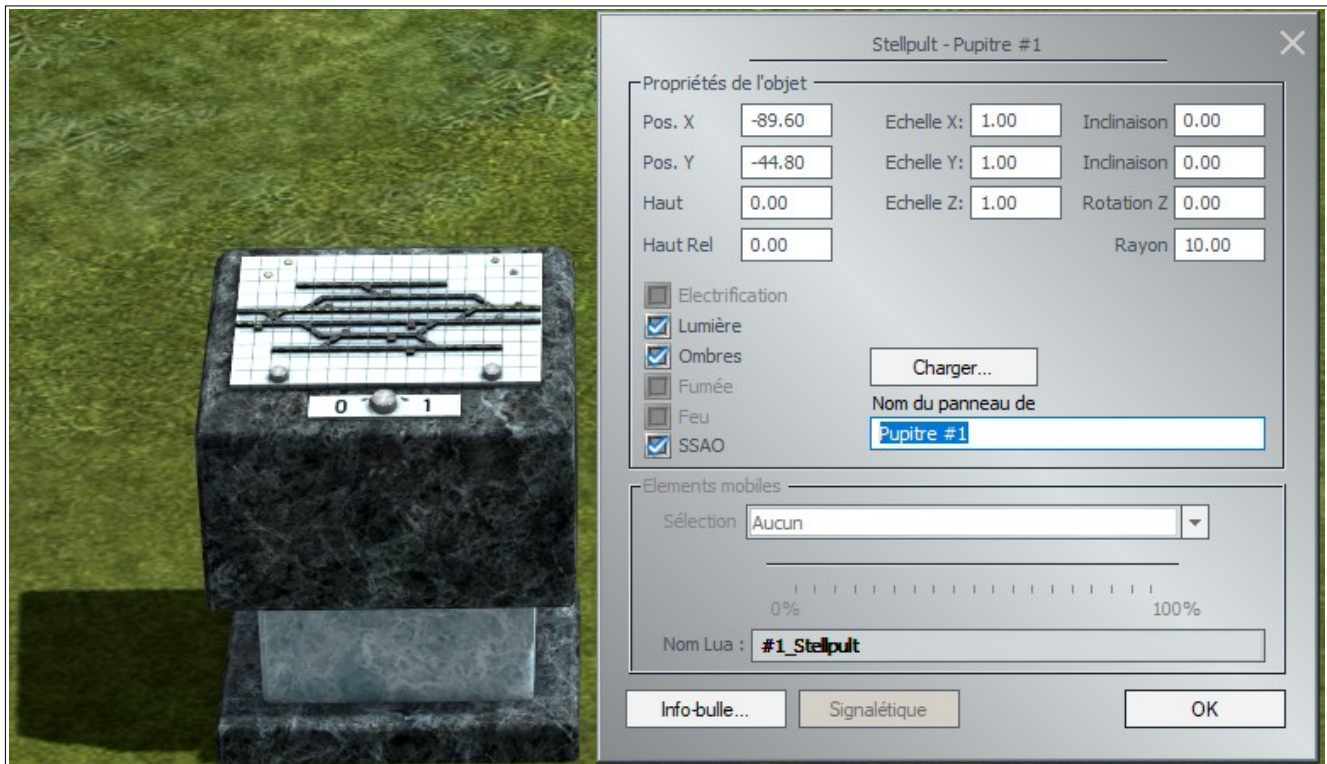 Stellpult - Pupitre #1
Propriétés de l'objet
Pos. X -89.60 Echelle X: 1.00 Inclinaison 0.00
Pos. Y -44.80 Echelle Y: 1.00 Inclinaison 0.00
Haut 0.00 Echelle Z: 1.00 Rotation Z 0.00
Haut Rel 0.00 Rayon 10.00
Electrification
Lumière
Ombres
Charger...
Fumée
Nom du panneau de
Feu
Pupitre #1
SSAO
0 1
Elements mobiles
Sélection Aucun
0% 100%
Nom Lua : #1_Stellpult
Info-bulle... Signalétique OK